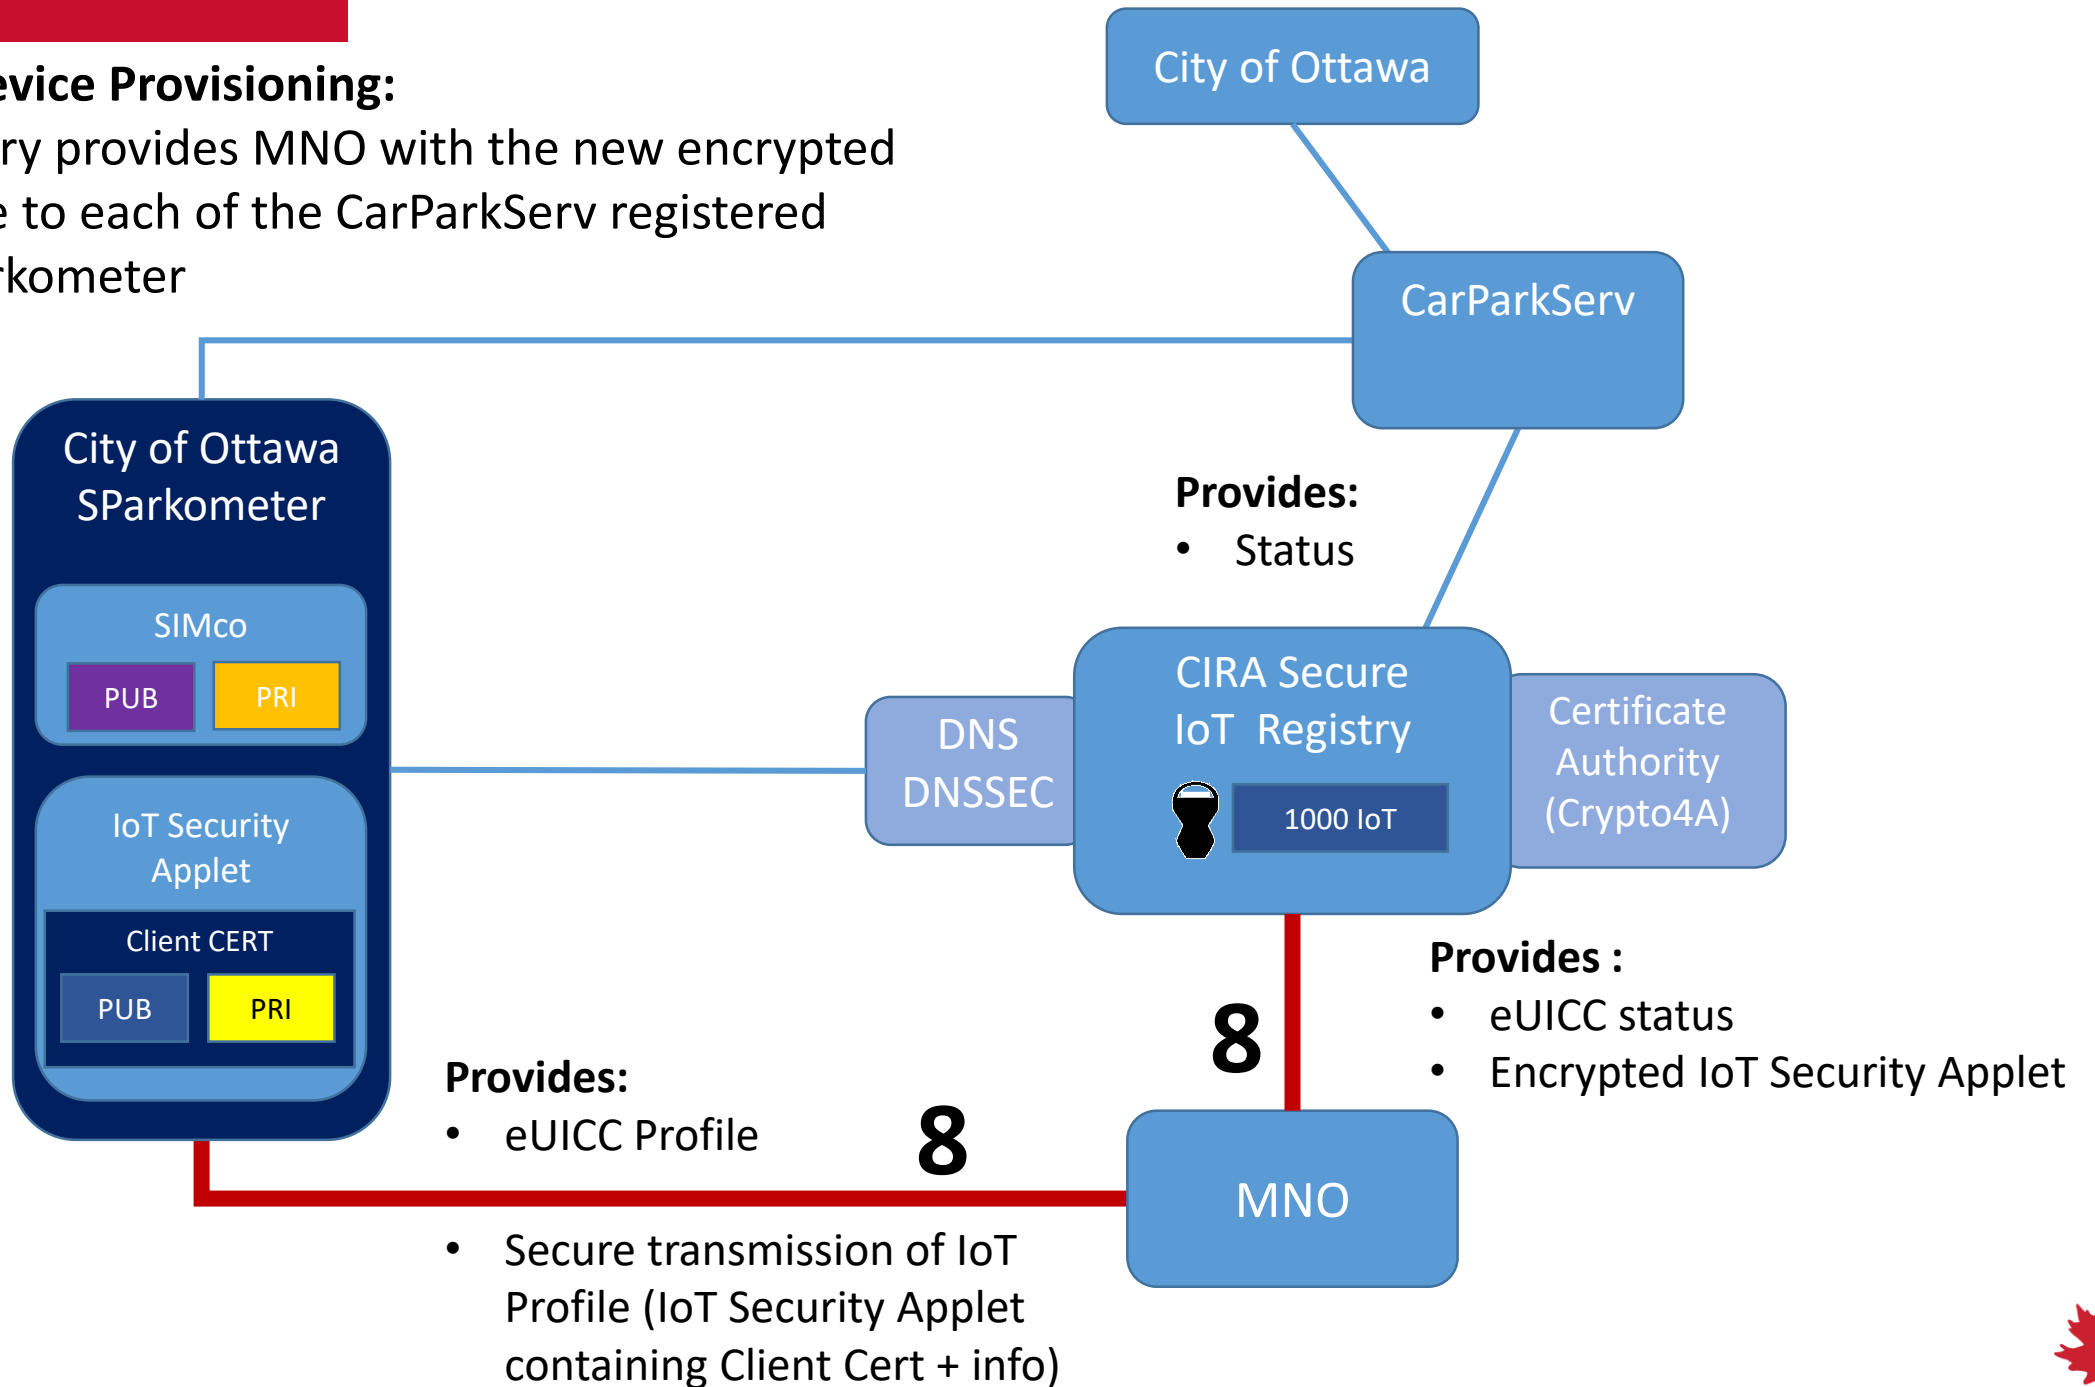 evice Provisioning:
ry provides MNO with the new encrypted
e to each of the CarParkServ registered
rkometer
City of Ottawa
CarParkServ
City of Ottawa
SParkometer
SIMco
PUB
PRI
IoT Security
Applet
Client CERT
PUB
PRI
Provides:
• Status
DNS
DNSSEC
CIRA Secure
IoT Registry
1000 IoT
Certificate
Authority
(Crypto4A)
Provides :
• eUICC status
• Encrypted IoT Security Applet
8
Provides:
• eUICC Profile
8
MNO
• Secure transmission of IoT
Profile (IoT Security Applet
containing Client Cert + info)